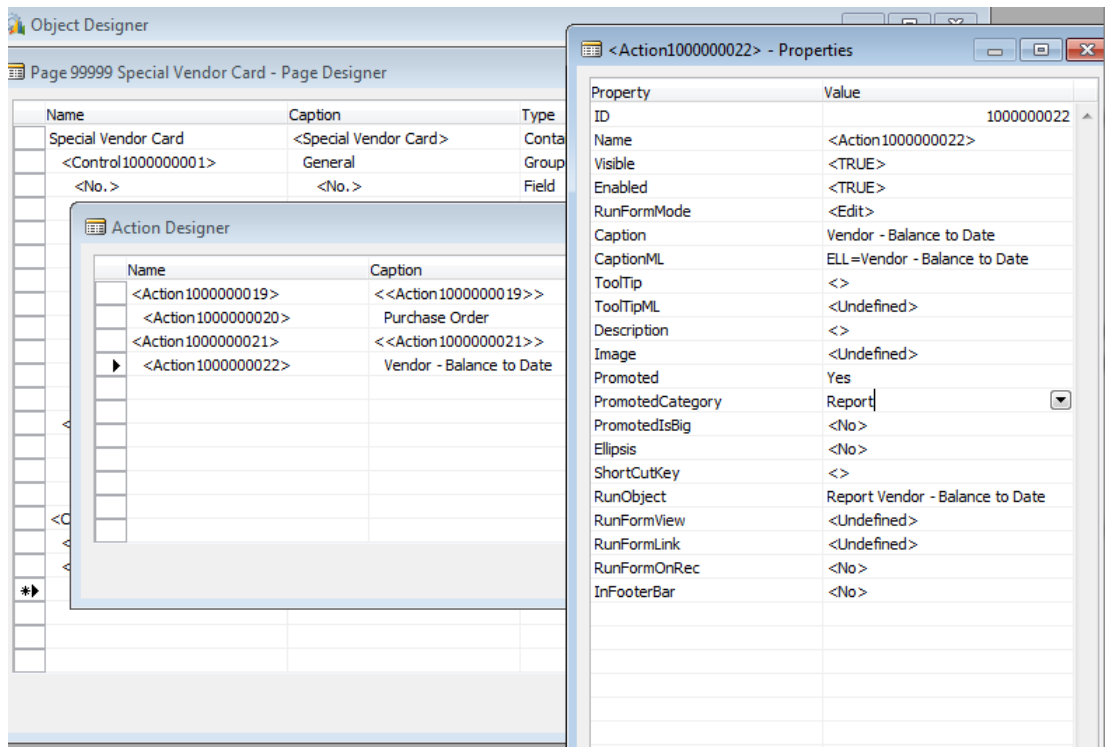 Object Designer
Page 99999 Special Vendor Card - Page Designer
Name Caption Type
Special Vendor Card <Special Vendor Card> Conta
<Control1000000001> General Group
<No.> <No.> Field
Action Designer
Name Caption
<Action1000000019> <<Action1000000019>>
<Action1000000020> Purchase Order
<Action1000000021> <<Action1000000021>>
<Action1000000022> Vendor - Balance to Date
<
<C
<
<
<Action1000000022> - Properties
Property Value
ID 1000000022
Name <Action1000000022>
Visible <TRUE>
Enabled <TRUE>
RunFormMode <Edit>
Caption Vendor - Balance to Date
CaptionML ELL=Vendor - Balance to Date
ToolTip <>
ToolTipML <Undefined>
Description <>
Image <Undefined>
Promoted Yes
PromotedCategory Report
PromotedIsBig <No>
Ellipsis <No>
ShortCutKey <>
RunObject Report Vendor - Balance to Date
RunFormView <Undefined>
RunFormLink <Undefined>
RunFormOnRec <No>
InFooterBar <No>